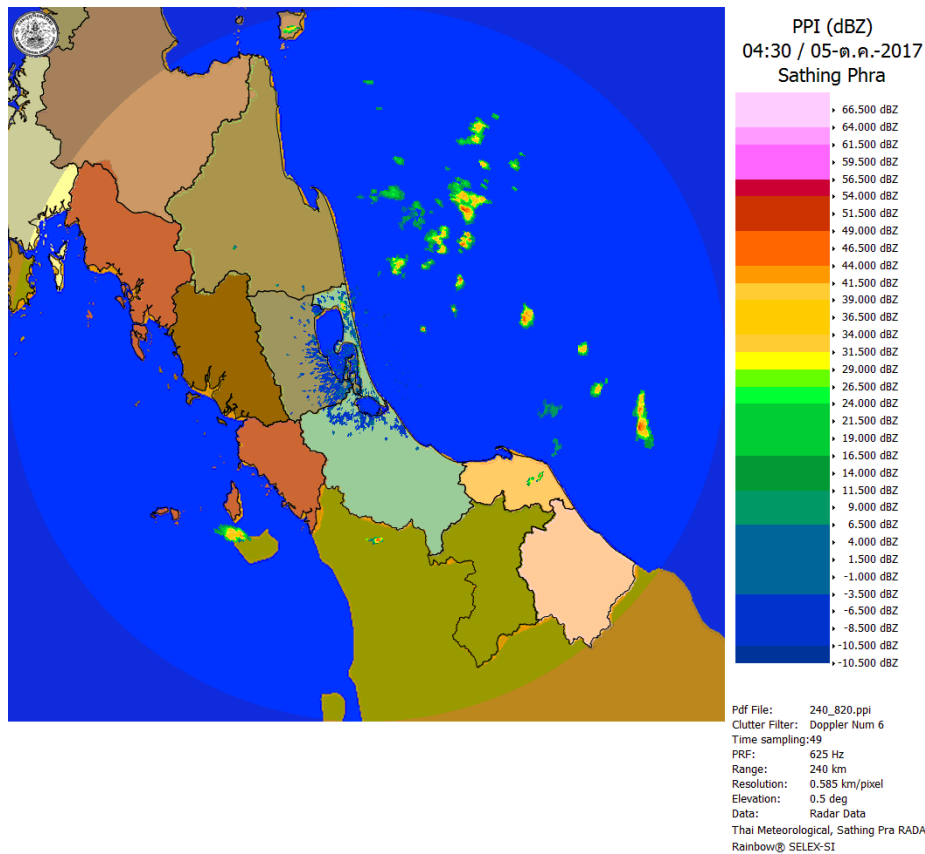 PPI (dBZ)
04:30 / 05-ต.ค.-2017
Sathing Phra
66.500 dBZ
64.000 dBZ
61.500 dBZ
59.500 dBZ
56.500 dBZ
54.000 dBZ
51.500 dBZ
49.000 dBZ
46.500 dBZ
44.000 dBZ
41.500 dBZ
39.000 dBZ
36.500 dBZ
34.000 dBZ
31.500 dBZ
29.000 dBZ
26.500 dBZ
24.000 dBZ
21.500 dBZ
19.000 dBZ
16.500 dBZ
14.000 dBZ
11.500 dBZ
9.000 dBZ
6.500 dBZ
4.000 dBZ
1.500 dBZ
-1.000 dBZ
-3.500 dBZ
-6.500 dBZ
-8.500 dBZ
-10.500 dBZ
-10.500 dBZ
Pdf File: 240_820.ppi
Clutter Filter: Doppler Num 6
Time sampling:49
PRF: 625 Hz
Range: 240 km
Resolution: 0.585 km/pixel
Elevation: 0.5 deg
Data: Radar Data
Thai Meteorological, Sathing Pra RADA
Rainbow® SELEX-SI